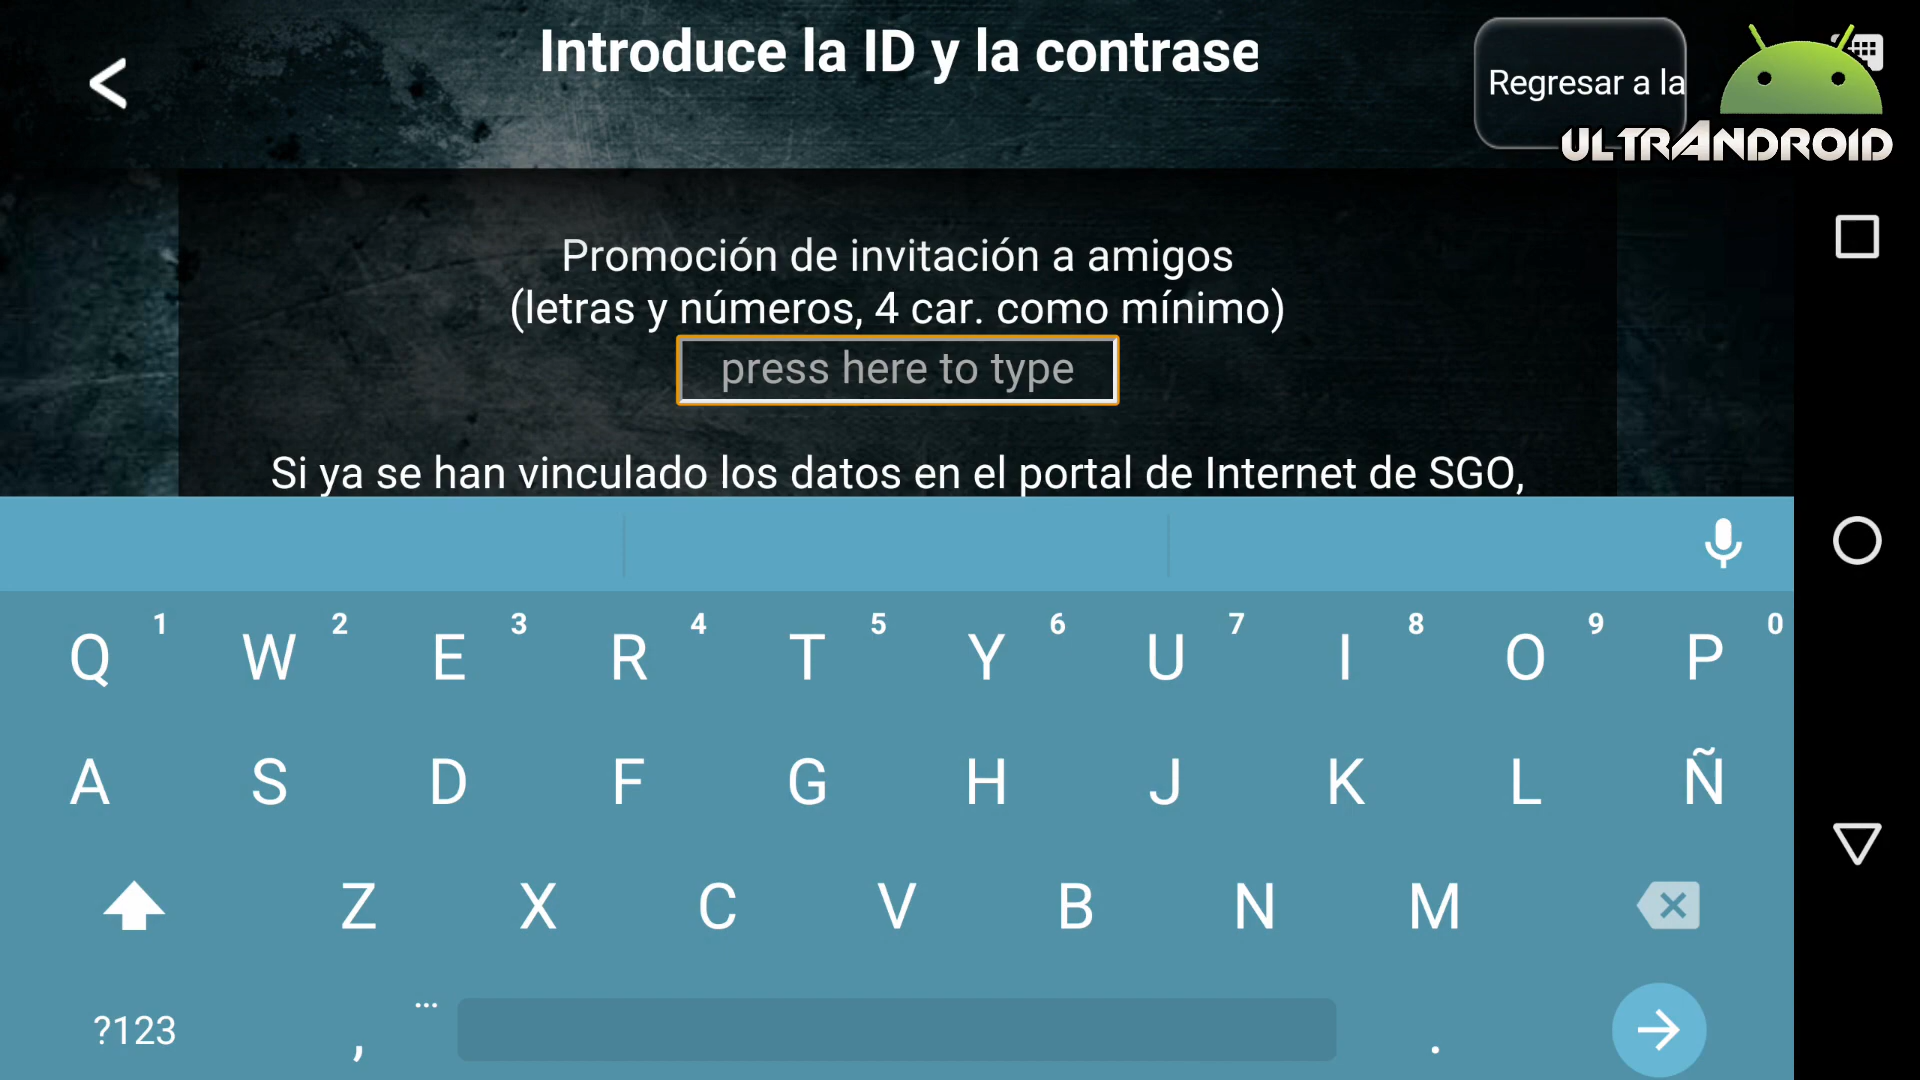 Introduce la ID y la contrase
Regresar a la
ULTRANDROID
Promoción de invitación a amigos
(letras y números, 4 car. como mínimo)
press here to type
Si ya se han vinculado los datos en el portal de Internet de SGO,
Q 1 W 2 E 3 R 4 T 5 Y 6 U 7 I 8 O 9 P 0
A S D F G H J K L Ñ
Z X C V B N M
?123 , ... .